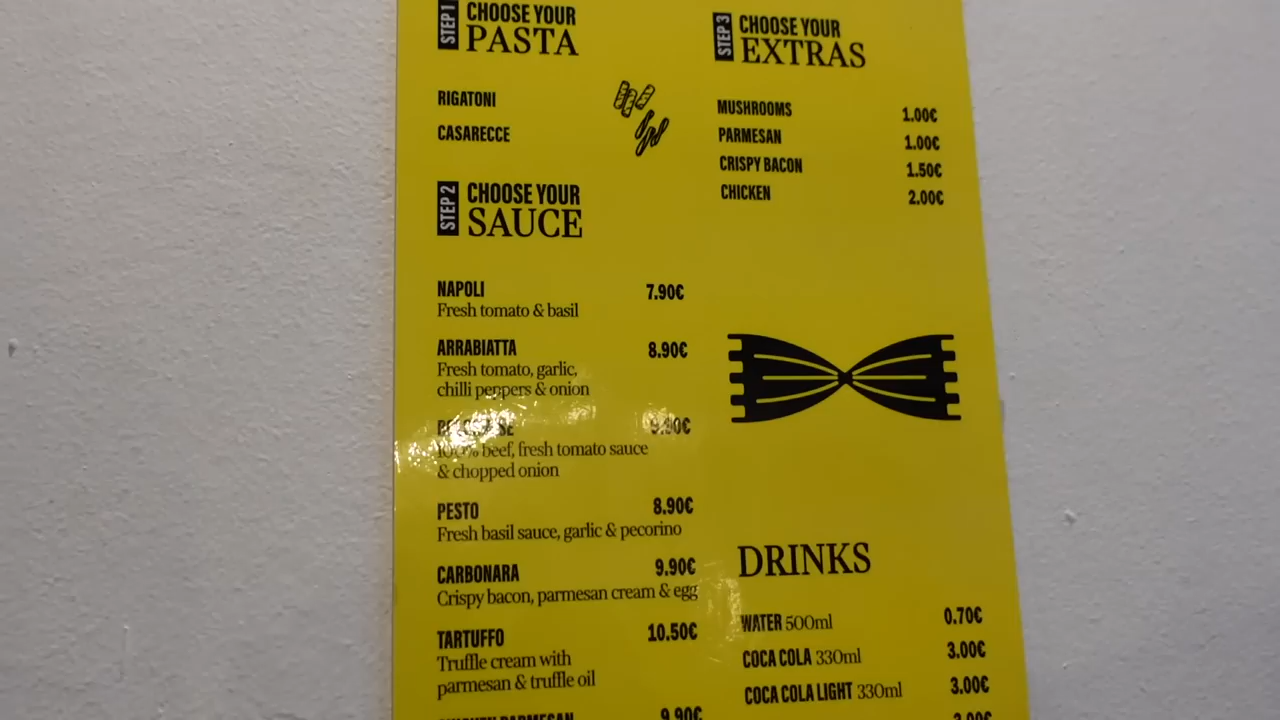 STEP 1
CHOOSE YOUR
PASTA
RIGATONI
CASARECCE
STEP 2
CHOOSE YOUR
SAUCE
NAPOLI 7.90€
Fresh tomato & basil
ARRABIATTA 8.90€
Fresh tomato, garlic,
chilli peppers & onion
100% beef, fresh tomato sauce
& chopped onion
PESTO 8.90€
Fresh basil sauce, garlic & pecorino
CARBONARA 9.90€
Crispy bacon, parmesan cream & egg
TARTUFFO 10.50€
Truffle cream with
parmesan & truffle oil
PARMESAN 9.90€
STEP 3
CHOOSE YOUR
EXTRAS
MUSHROOMS 1.00€
PARMESAN 1.00€
CRISPY BACON 1.50€
CHICKEN 2.00€
DRINKS
WATER 500ml 0.70€
COCA COLA 330ml 3.00€
COCA COLA LIGHT 330ml 3.00€
3.00€